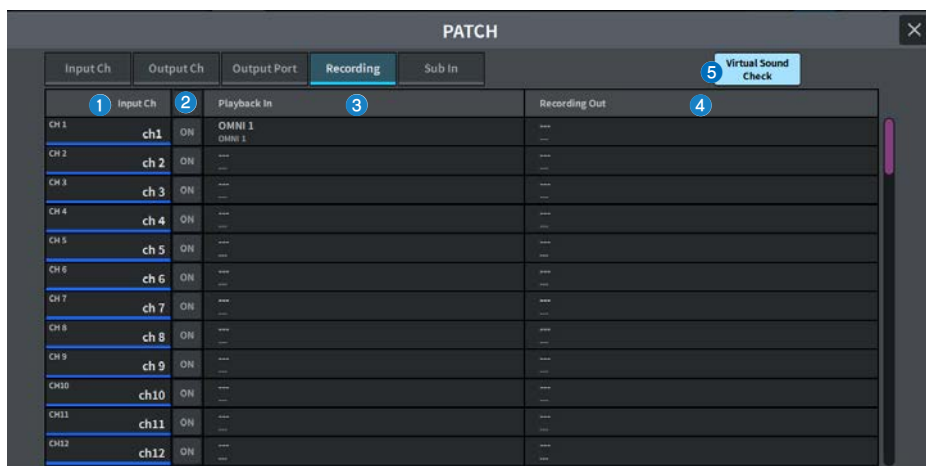 PATCH
Input Ch
Output Ch
Output Port
Recording
Sub In
5
Virtual Sound
Check
1
Input Ch
2
Playback In
3
Recording Out
4
CH 1
ch1
ON
OMNI 1
OMNI 1
---
---
CH 2
ch 2
ON
---
---
---
---
CH 3
ch 3
ON
---
---
---
---
CH 4
ch 4
ON
---
---
---
---
CH 5
ch 5
ON
---
---
---
---
CH 6
ch 6
ON
---
---
---
---
CH 7
ch 7
ON
---
---
---
---
CH 8
ch 8
ON
---
---
---
---
CH 9
ch 9
ON
---
---
---
---
CH10
ch10
ON
---
---
---
---
CH11
ch11
ON
---
---
---
---
CH12
ch12
ON
---
---
---
---